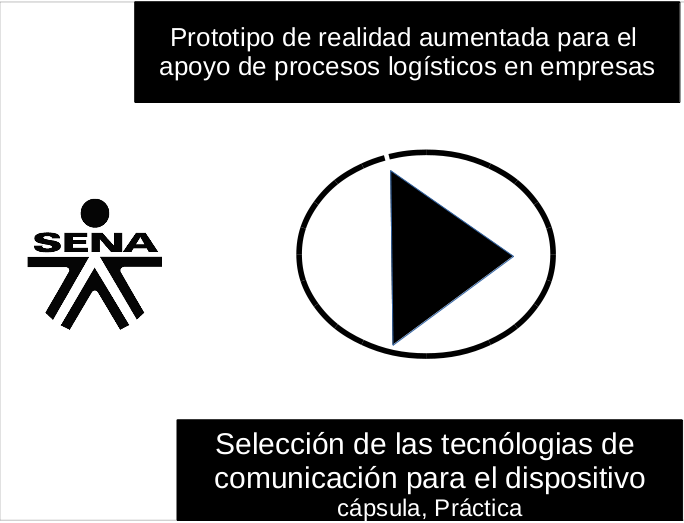 Prototipo de realidad aumentada para el
apoyo de procesos logísticos en empresas
SENA
Selección de las tecnólogias de
comunicación para el dispositivo
cápsula, Práctica